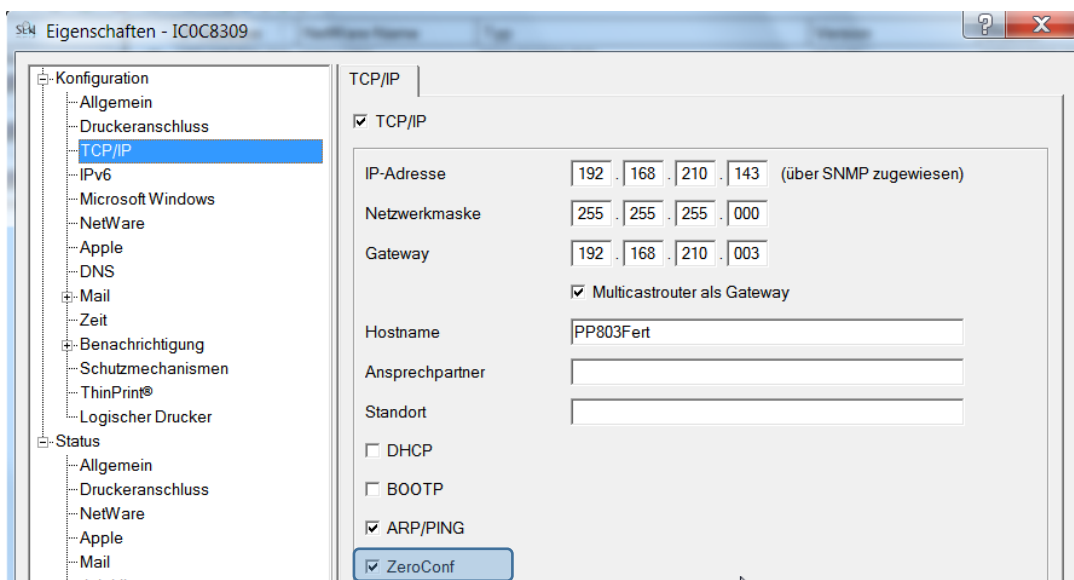 SEH Eigenschaften - IC0C8309
Konfiguration
Allgemein
Druckeranschluss
TCP/IP
IPv6
Microsoft Windows
NetWare
Apple
DNS
Mail
Zeit
Benachrichtigung
Schutzmechanismen
ThinPrint®
Logischer Drucker
Status
Allgemein
Druckeranschluss
NetWare
Apple
Mail
TCP/IP
TCP/IP
IP-Adresse 192 . 168 . 210 . 143 (über SNMP zugewiesen)
Netzwerkmaske 255 . 255 . 255 . 000
Gateway 192 . 168 . 210 . 003
Multicastrouter als Gateway
Hostname PP803Fert
Ansprechpartner
Standort
DHCP
BOOTP
ARP/PING
ZeroConf